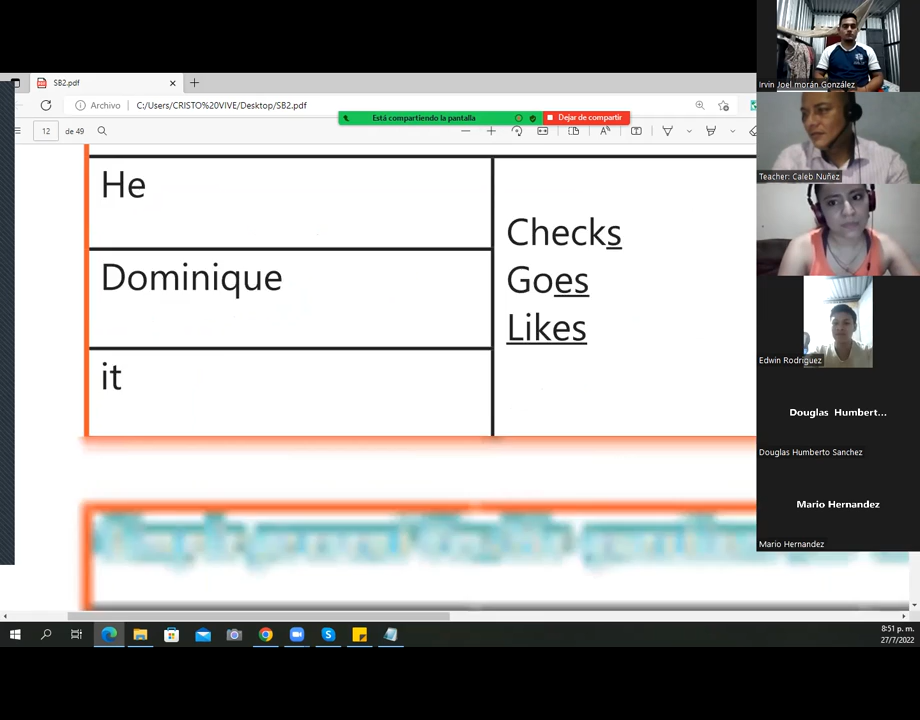 SB2.pdf
Archivo
C:/Users/CRISTO%20VIVE/Desktop/SB2.pdf
12 de 49
Está compartiendo la pantalla
Dejar de compartir
He
Dominique
it
Checks
Goes
Likes
Irvin Joel morán González
Teacher: Caleb Nuñez
Edwin Rodriguez
Douglas Humbert...
Douglas Humberto Sanchez
Mario Hernandez
Mario Hernandez
8:51 p. m.
27/7/2022